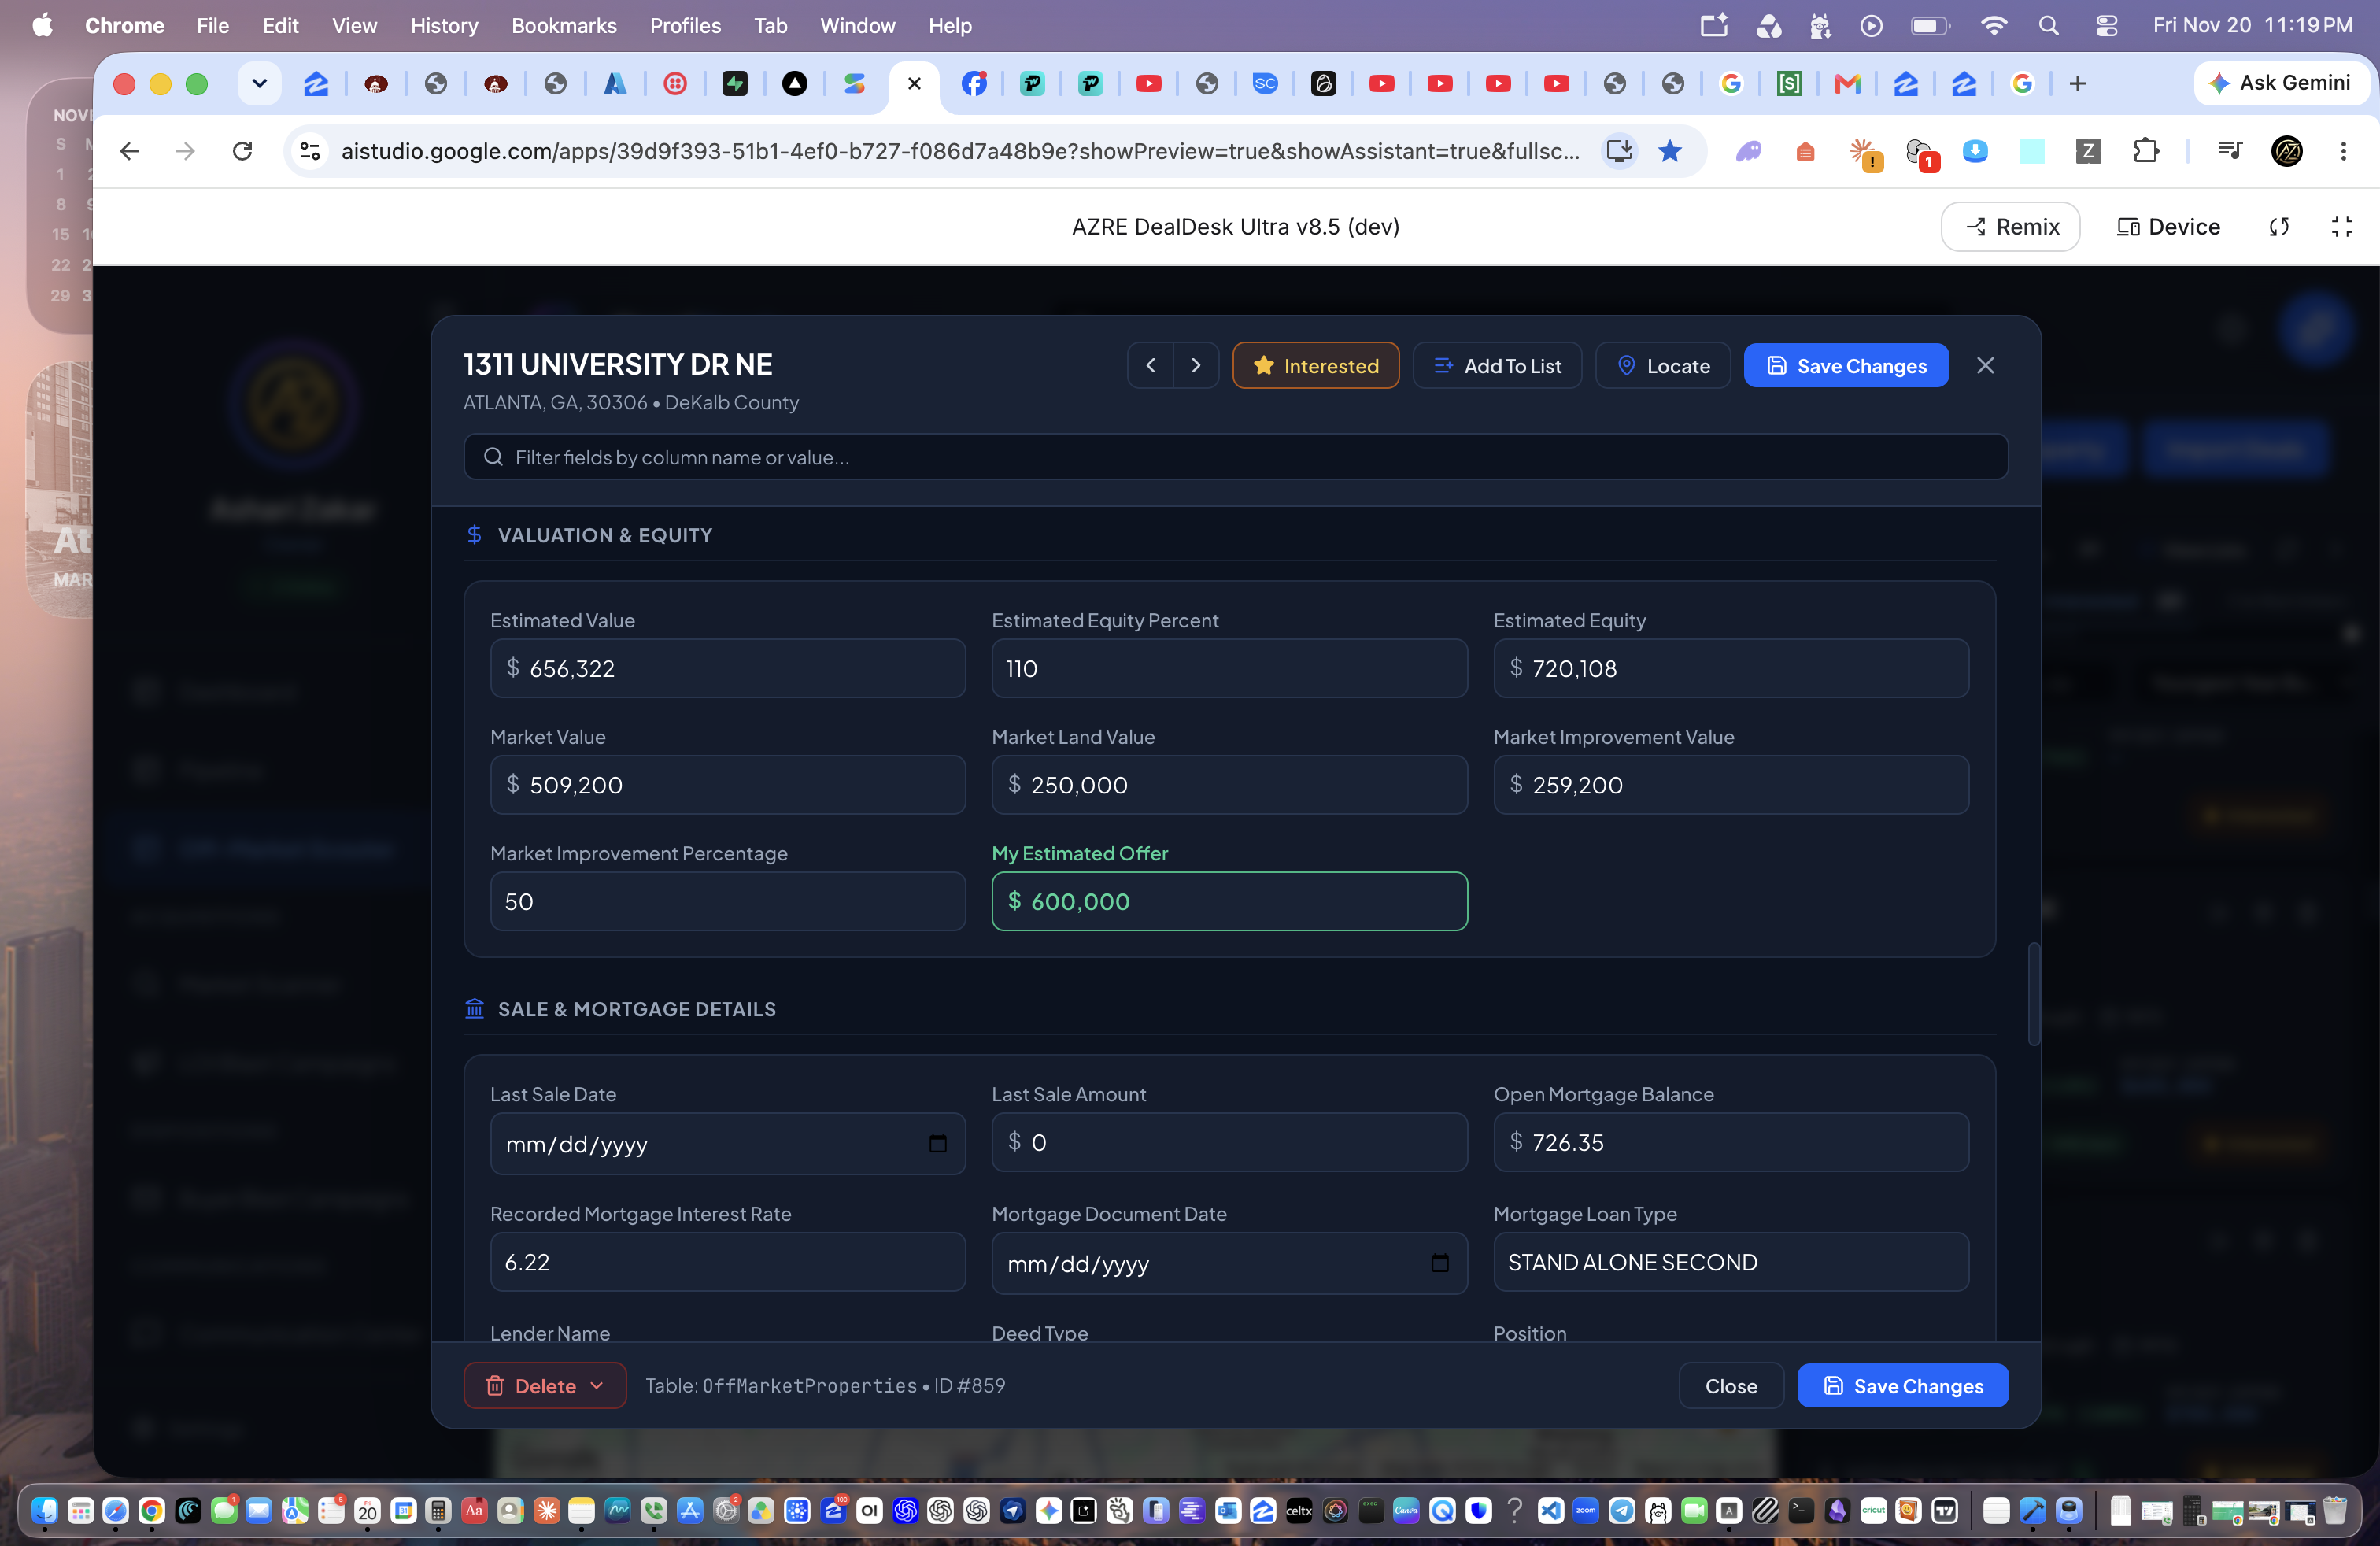 Chrome File Edit View History Bookmarks Profiles Tab Window Help Fri Nov 20 11:19 PM
Ask Gemini
aistudio.google.com/apps/39d9f393-51b1-4ef0-b727-f086d7a48b9e?showPreview=true&showAssistant=true&fullsc...
AZRE DealDesk Ultra v8.5 (dev)
Remix
Device
1311 UNIVERSITY DR NE
ATLANTA, GA, 30306 • DeKalb County
Interested
Add To List
Locate
Save Changes
Filter fields by column name or value...
VALUATION & EQUITY
Estimated Value Estimated Equity Percent Estimated Equity
$ 656,322 110 $ 720,108
Market Value Market Land Value Market Improvement Value
$ 509,200 $ 250,000 $ 259,200
Market Improvement Percentage My Estimated Offer
50 $ 600,000
SALE & MORTGAGE DETAILS
Last Sale Date Last Sale Amount Open Mortgage Balance
mm/dd/yyyy $ 0 $ 726.35
Recorded Mortgage Interest Rate Mortgage Document Date Mortgage Loan Type
6.22 mm/dd/yyyy STAND ALONE SECOND
Lender Name Deed Type Position
Delete
Table: OffMarketProperties • ID #859
Close
Save Changes